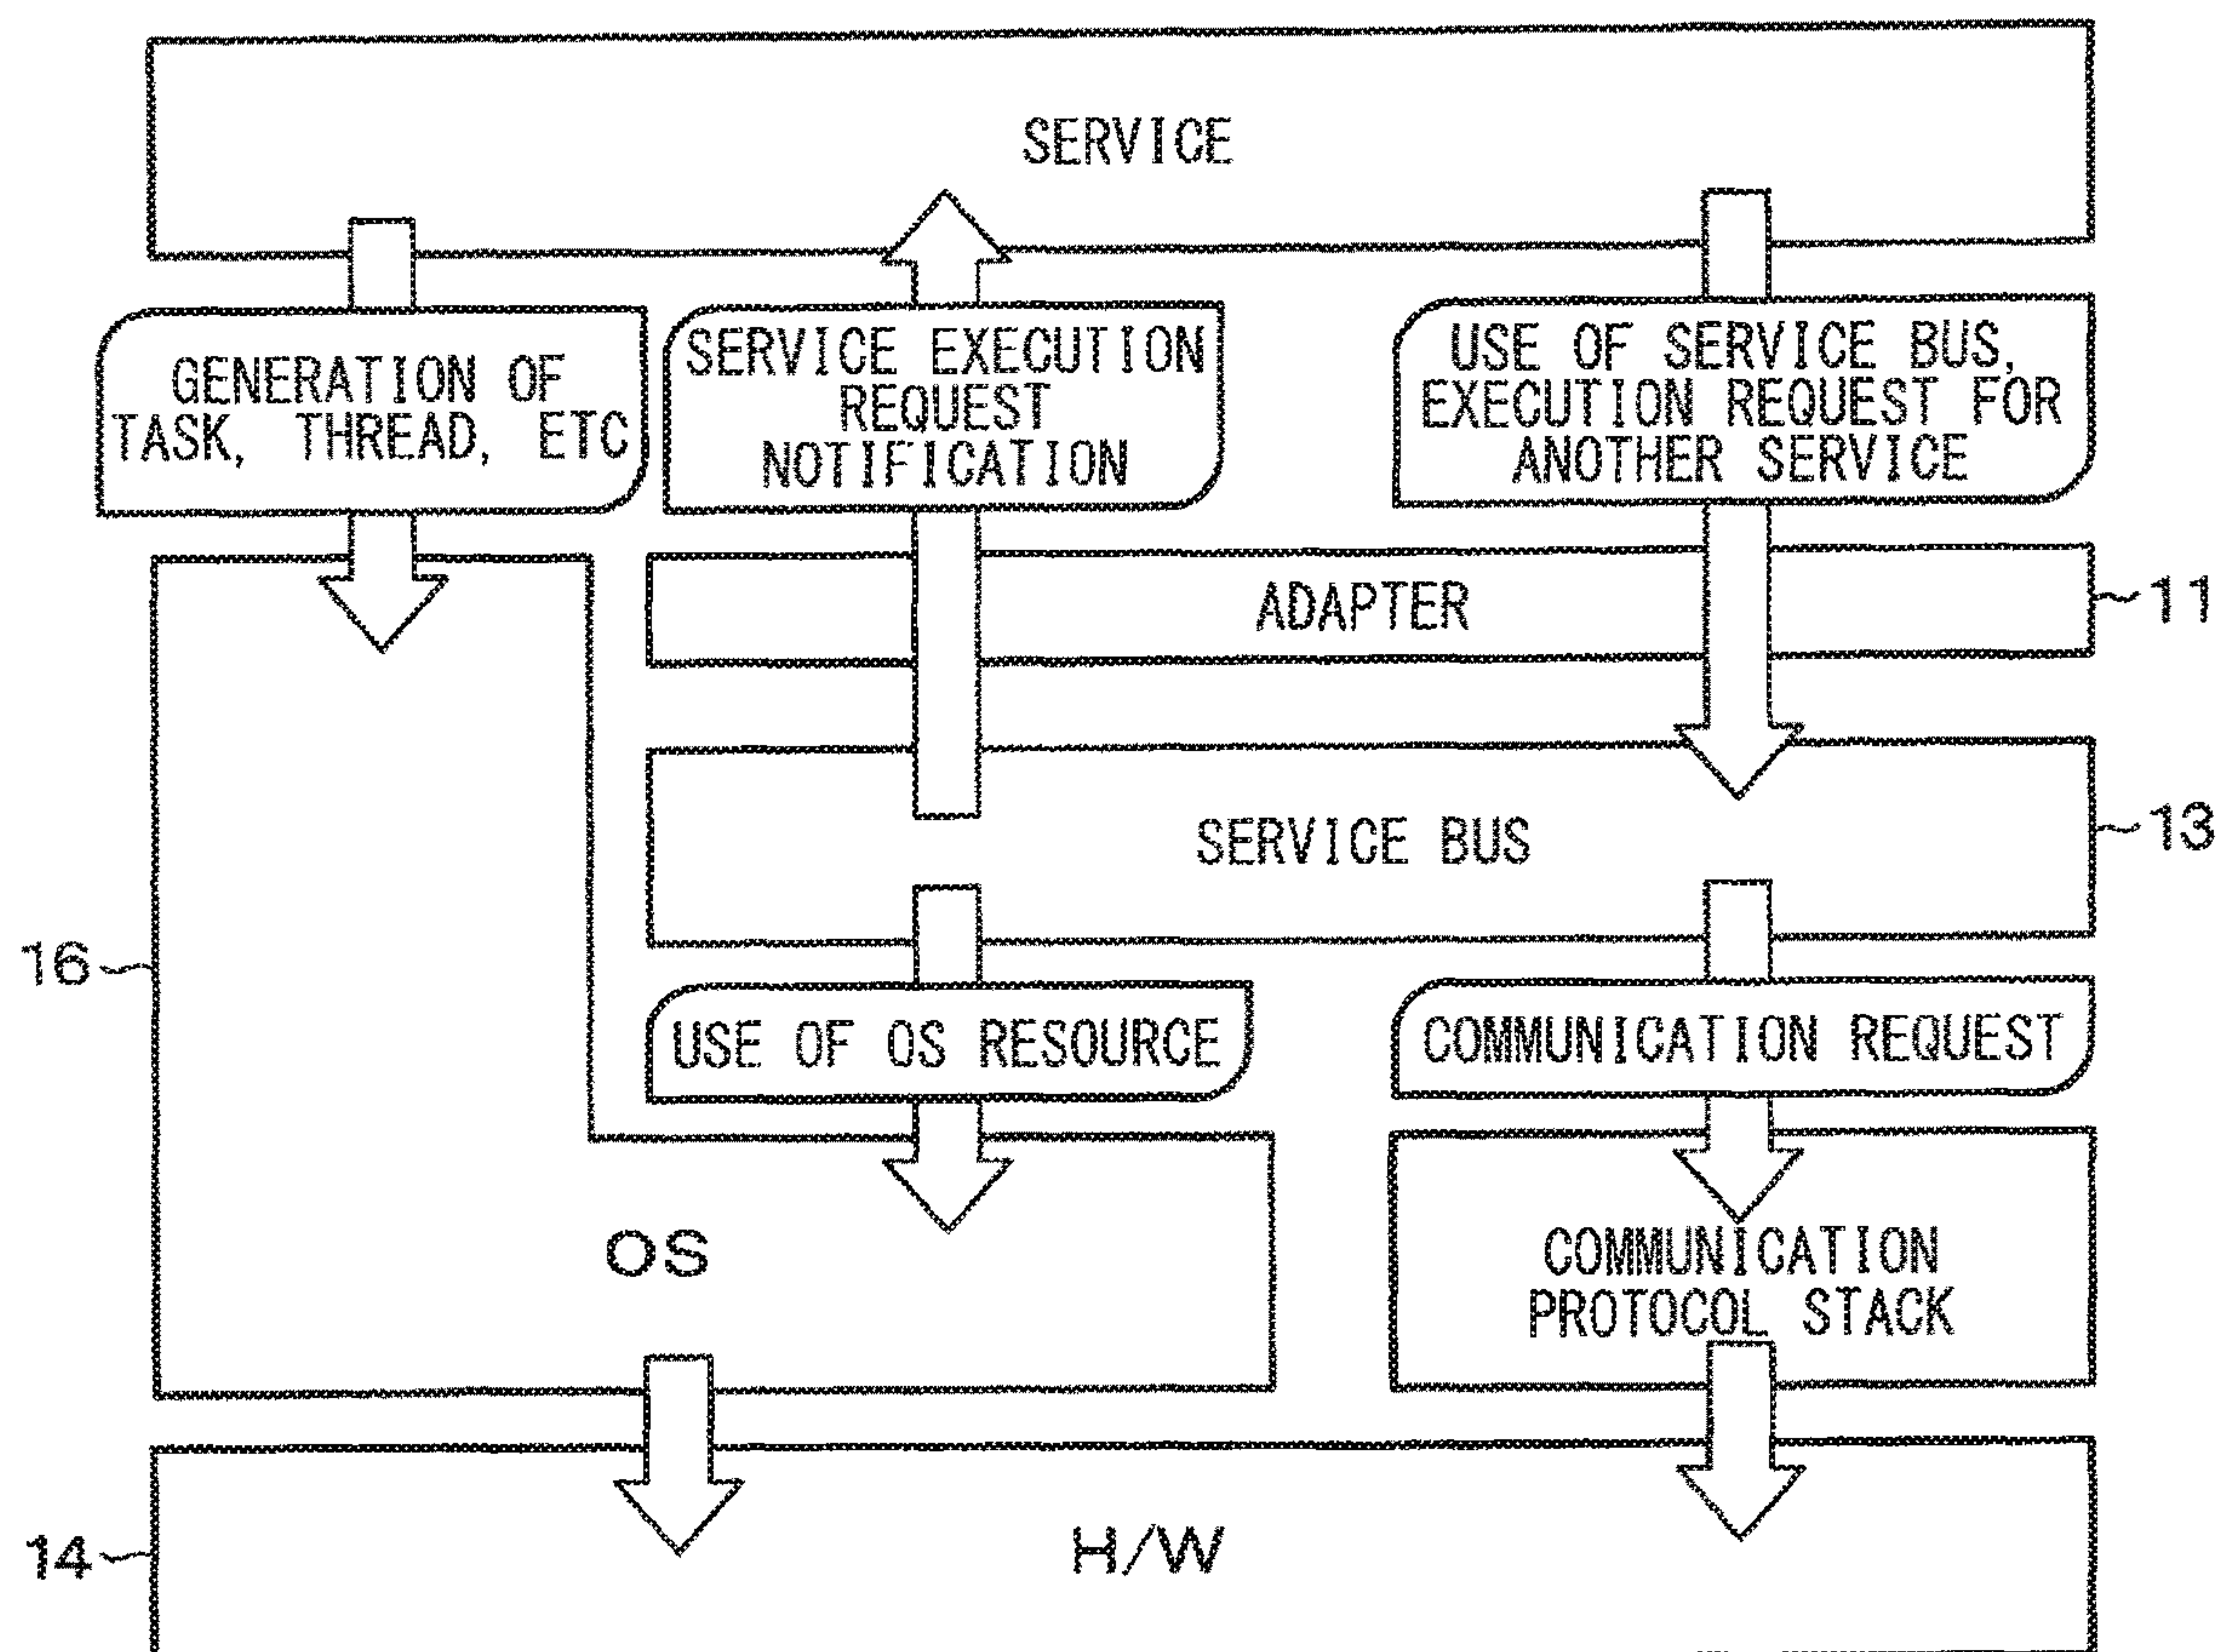 SERVICE
GENERATION OF
TASK, THREAD, ETC
SERVICE EXECUTION
REQUEST
NOTIFICATION
USE OF SERVICE BUS,
EXECUTION REQUEST FOR
ANOTHER SERVICE
ADAPTER
11
SERVICE BUS
13
16
USE OF OS RESOURCE
COMMUNICATION REQUEST
OS
COMMUNICATION
PROTOCOL STACK
14
H/W